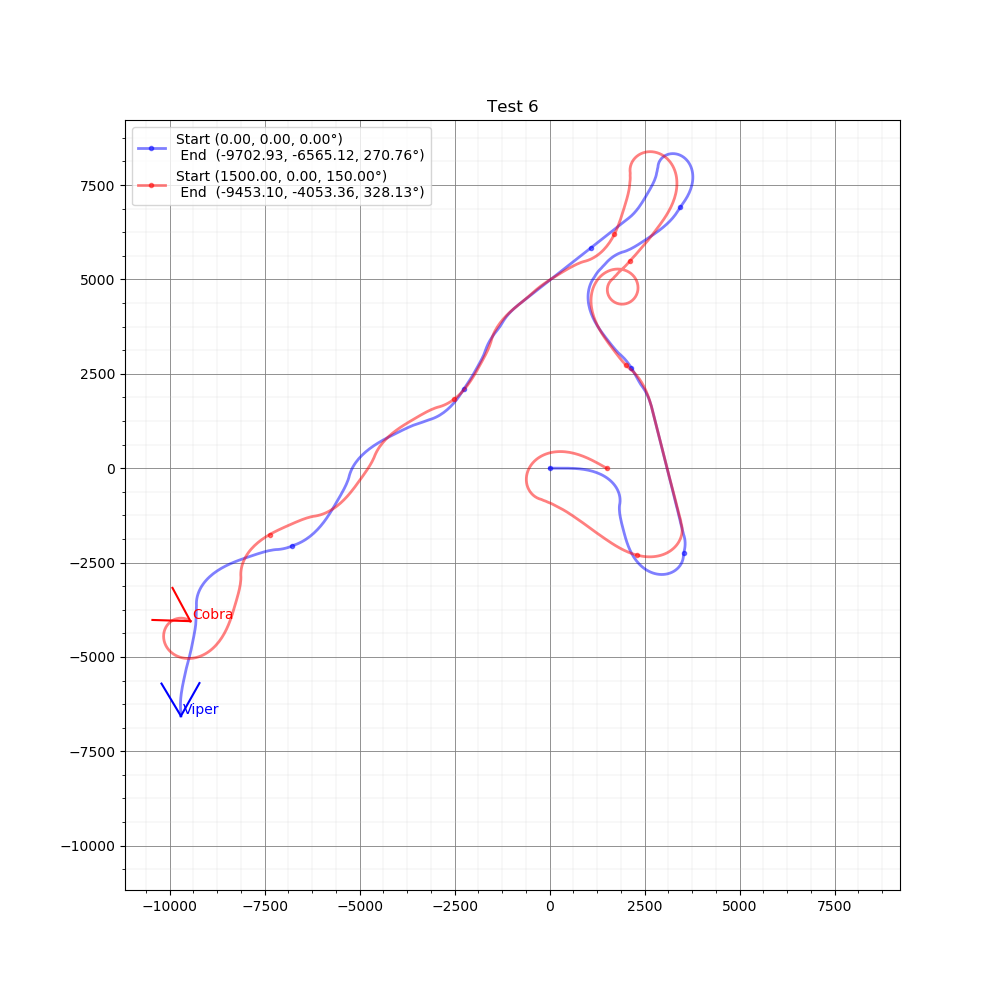 Test 6
Start (0.00, 0.00, 0.00°)
End  (-9702.93, -6565.12, 270.76°)
Start (1500.00, 0.00, 150.00°)
End  (-9453.10, -4053.36, 328.13°)
7500
5000
2500
0
−2500
−5000
−7500
−10000
Cobra
Viper
−10000 −7500 −5000 −2500 0 2500 5000 7500